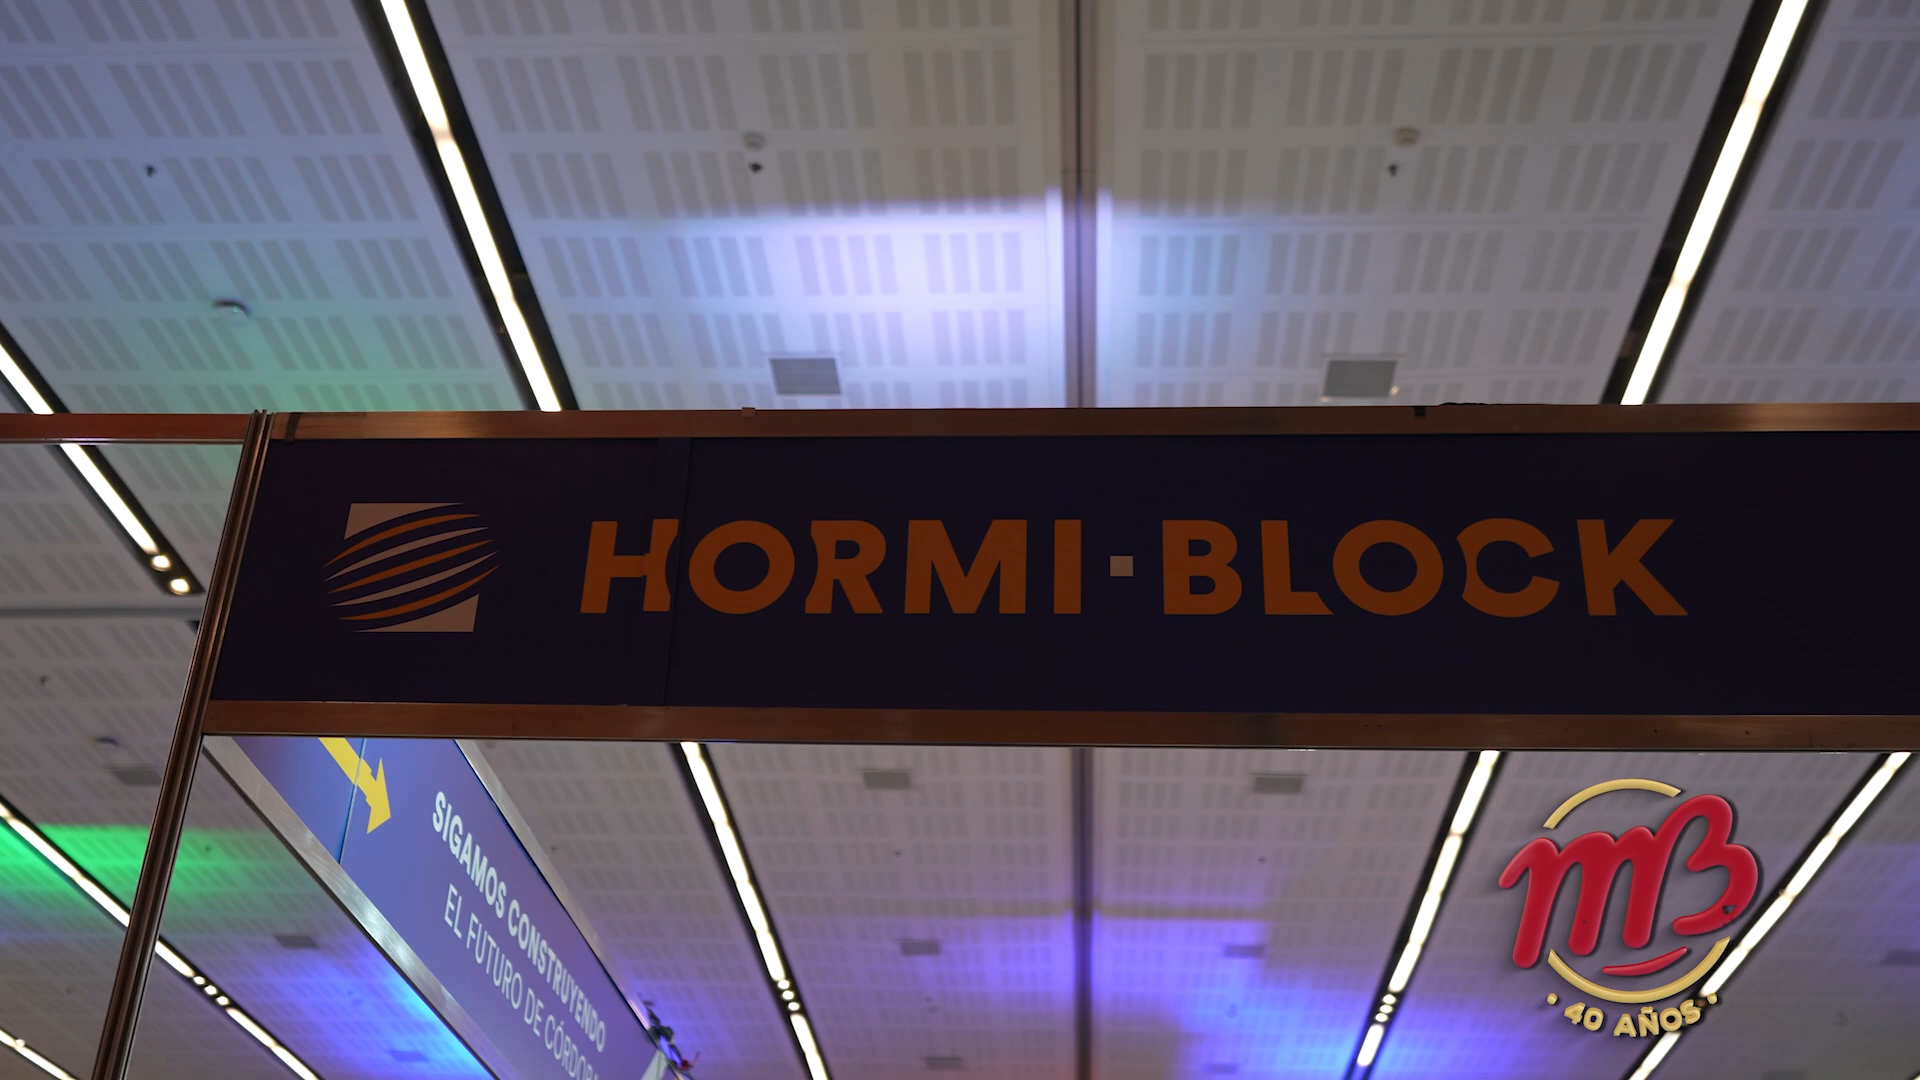 HORMI·BLOCK
SIGAMOS CONSTRUYENDO
EL FUTURO DE CÓRDOBA
mB
· 40 AÑOS ·